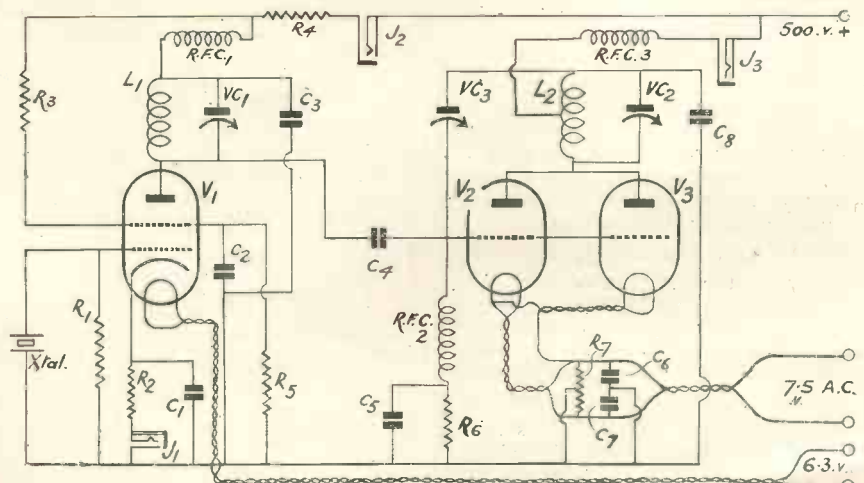 R4
J2
500.v.+
R.F.C.1
R.F.C.3
J3
R3
L1
VC1
C3
VC3
L2
VC2
C8
V1
V2
V3
C2
C4
R1
Xtal.
R.F.C.
2
R7
C6
7.5 A.C.
R2
C1
R5
C5
R6
C7
J1
6.3.v.